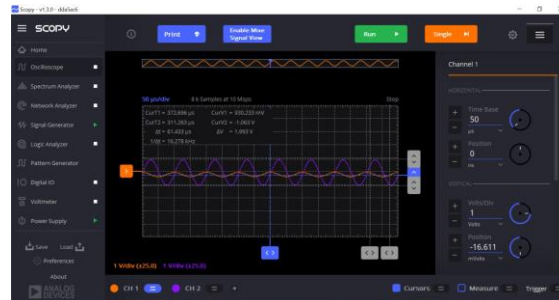 Scopy - v1.3.0 - dda5ac6
SCOPY
Print
Enable Mixed
Signal View
Run
Single
Home
Oscilloscope
Spectrum Analyzer
Network Analyzer
Signal Generator
Logic Analyzer
Pattern Generator
Digital IO
Voltmeter
Power Supply
Save Load
Preferences
About
ANALOG
DEVICES
50 µs/div 8 k Samples at 10 Msps Stop
CurT1 = 372,696 µs CurV1 = 930,233 mV
CurT2 = 311,263 µs CurV2 = -1,063 V
Δt = 61,433 µs ΔV = 1,993 V
1/Δt = 16,278 kHz
1 V/div (±25.0) 1 V/div (±25.0)
CH 1
CH 2
+
Channel 1
HORIZONTAL
Time Base
50
µs
Position
0
VERTICAL
Volts/Div
1
Volts
Position
-16.611
mVolts
Cursors
Measure
Trigger